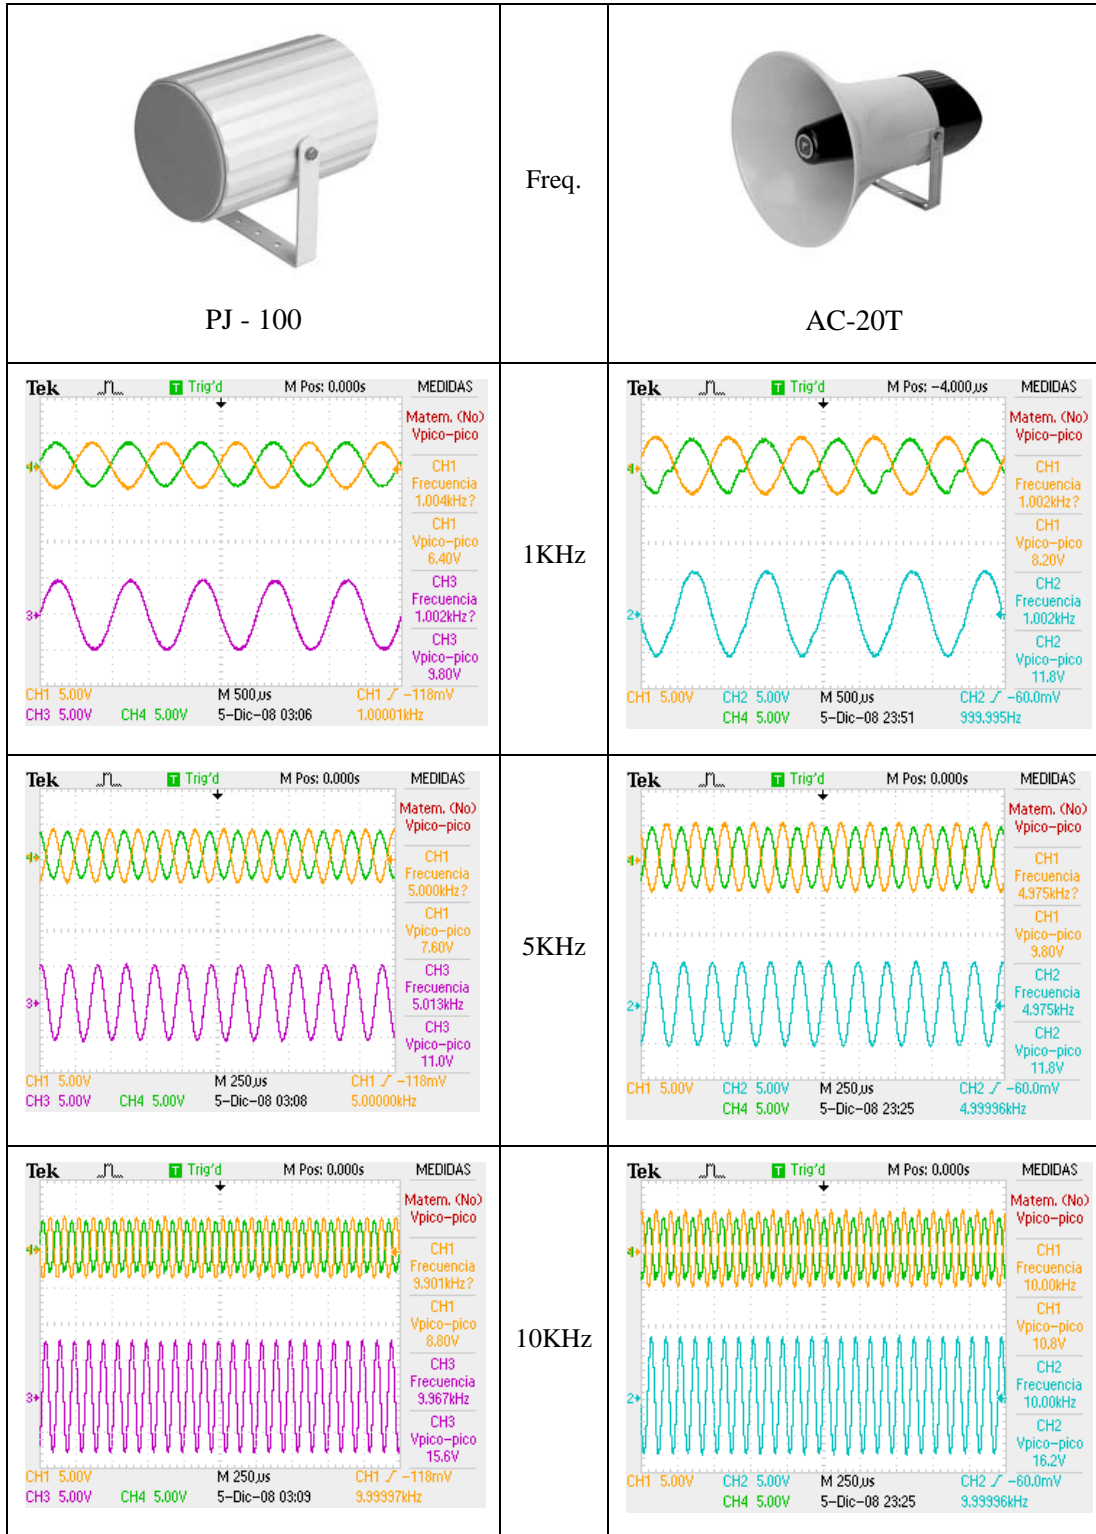 PJ - 100
Freq.
AC-20T
Tek Trig'd M Pos: 0.000s MEDIDAS
Matem. (No)
Vpico-pico
CH1
Frecuencia
1.004kHz?
CH1
Vpico-pico
6.40V
CH3
Frecuencia
1.002kHz?
CH3
Vpico-pico
9.80V
3
CH1 5.00V M 500µs CH1 -118mV
CH3 5.00V CH4 5.00V 5-Dic-08 03:06 1.00001kHz
1KHz
Tek Trig'd M Pos: -4.000µs MEDIDAS
Matem. (No)
Vpico-pico
CH1
Frecuencia
1.002kHz?
CH1
Vpico-pico
8.20V
CH2
Frecuencia
1.002kHz
CH2
Vpico-pico
11.8V
2
CH1 5.00V CH2 5.00V M 500µs CH2 -60.0mV
CH4 5.00V 5-Dic-08 23:51 999.995Hz
Tek Trig'd M Pos: 0.000s MEDIDAS
Matem. (No)
Vpico-pico
CH1
Frecuencia
5.000kHz?
CH1
Vpico-pico
7.60V
CH3
Frecuencia
5.013kHz
CH3
Vpico-pico
11.0V
3
CH1 5.00V M 250µs CH1 -118mV
CH3 5.00V CH4 5.00V 5-Dic-08 03:08 5.00000kHz
5KHz
Tek Trig'd M Pos: 0.000s MEDIDAS
Matem. (No)
Vpico-pico
CH1
Frecuencia
4.975kHz?
CH1
Vpico-pico
9.80V
CH2
Frecuencia
4.975kHz
CH2
Vpico-pico
11.8V
2
CH1 5.00V CH2 5.00V M 250µs CH2 -60.0mV
CH4 5.00V 5-Dic-08 23:25 4.99996kHz
Tek Trig'd M Pos: 0.000s MEDIDAS
Matem. (No)
Vpico-pico
CH1
Frecuencia
9.901kHz?
CH1
Vpico-pico
8.80V
CH3
Frecuencia
9.967kHz
CH3
Vpico-pico
15.6V
3
CH1 5.00V M 250µs CH1 -118mV
CH3 5.00V CH4 5.00V 5-Dic-08 03:09 9.99997kHz
10KHz
Tek Trig'd M Pos: 0.000s MEDIDAS
Matem. (No)
Vpico-pico
CH1
Frecuencia
10.00kHz
CH1
Vpico-pico
10.8V
CH2
Frecuencia
10.00kHz
CH2
Vpico-pico
16.2V
2
CH1 5.00V CH2 5.00V M 250µs CH2 -60.0mV
CH4 5.00V 5-Dic-08 23:25 9.99996kHz